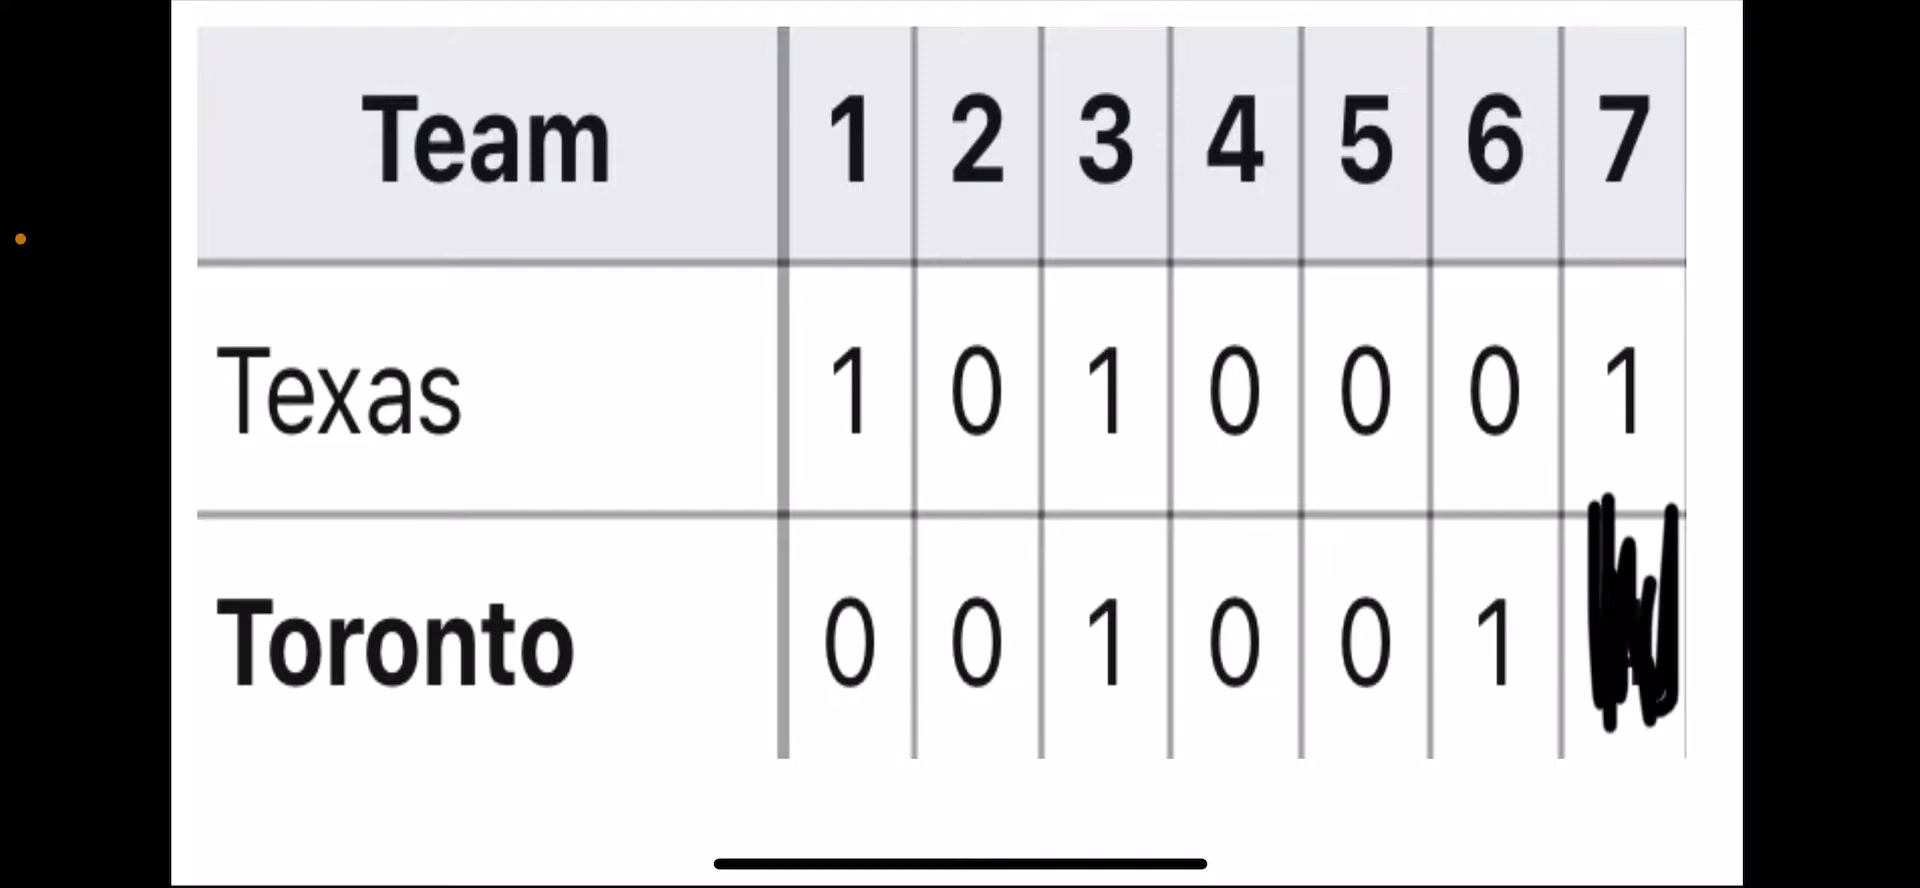 Team 1 2 3 4 5 6 7
Texas 1 0 1 0 0 0 1
Toronto 0 0 1 0 0 1